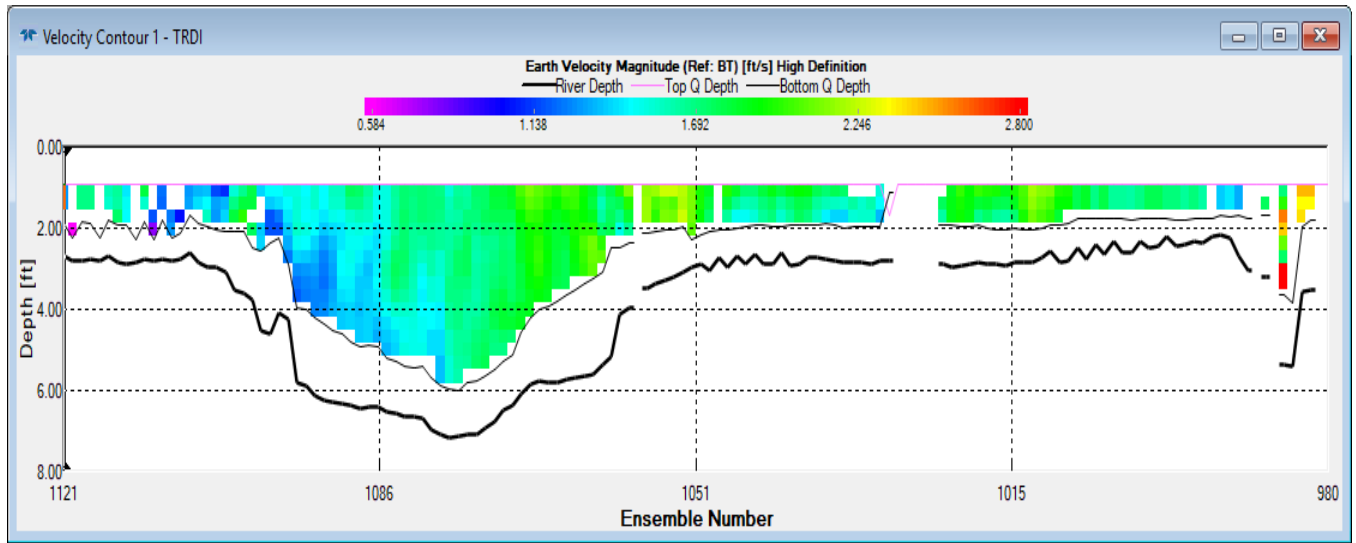 Velocity Contour 1 - TRDI
Earth Velocity Magnitude (Ref: BT) [ft/s] High Definition
River Depth Top Q Depth Bottom Q Depth
0.584 1.138 1.692 2.246 2.800
0.00
2.00
4.00
6.00
8.00
Depth [ft]
1121 1086 1051 1015 980
Ensemble Number